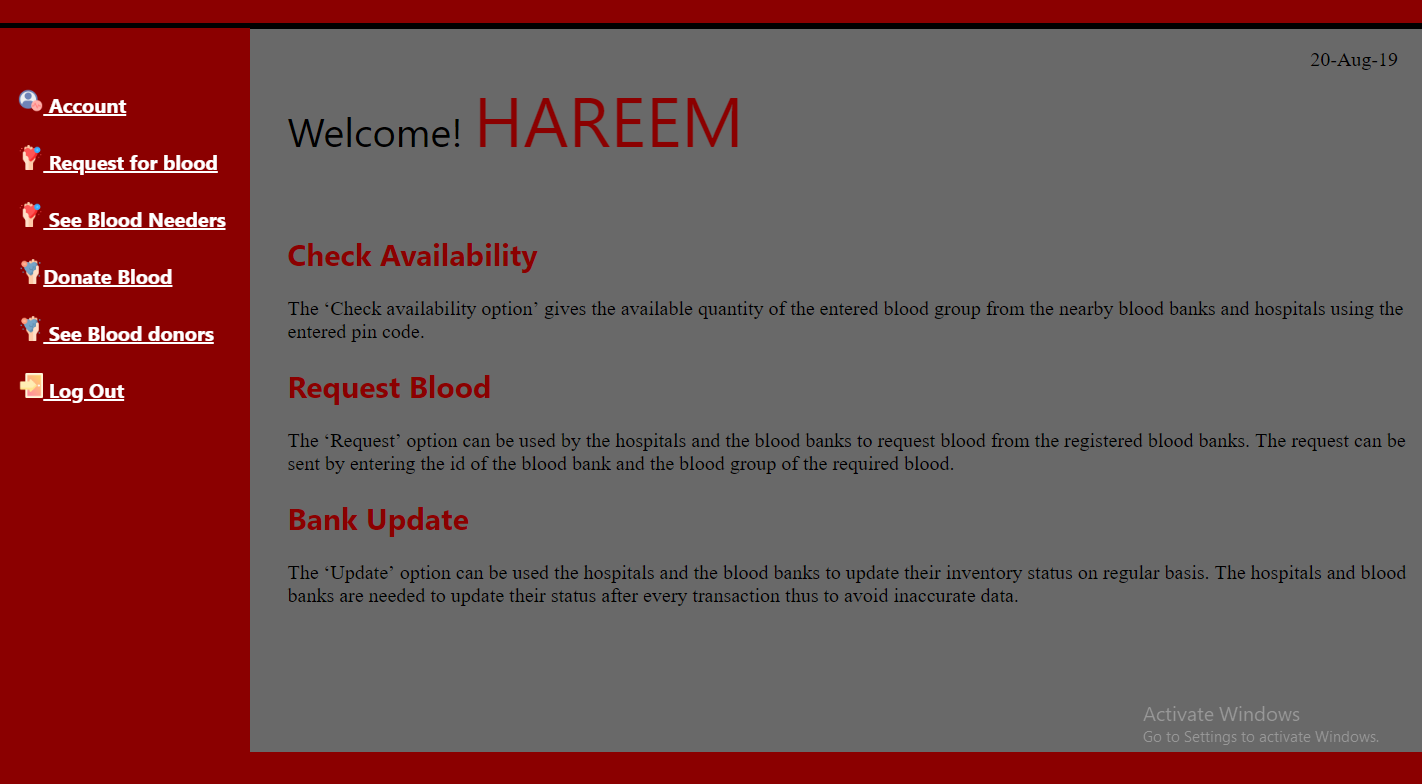 20-Aug-19
Account
Request for blood
See Blood Needers
Donate Blood
See Blood donors
Log Out
Welcome! HAREEM
Check Availability
The ‘Check availability option’ gives the available quantity of the entered blood group from the nearby blood banks and hospitals using the
entered pin code.
Request Blood
The ‘Request’ option can be used by the hospitals and the blood banks to request blood from the registered blood banks. The request can be
sent by entering the id of the blood bank and the blood group of the required blood.
Bank Update
The ‘Update’ option can be used the hospitals and the blood banks to update their inventory status on regular basis. The hospitals and blood
banks are needed to update their status after every transaction thus to avoid inaccurate data.
Activate Windows
Go to Settings to activate Windows.